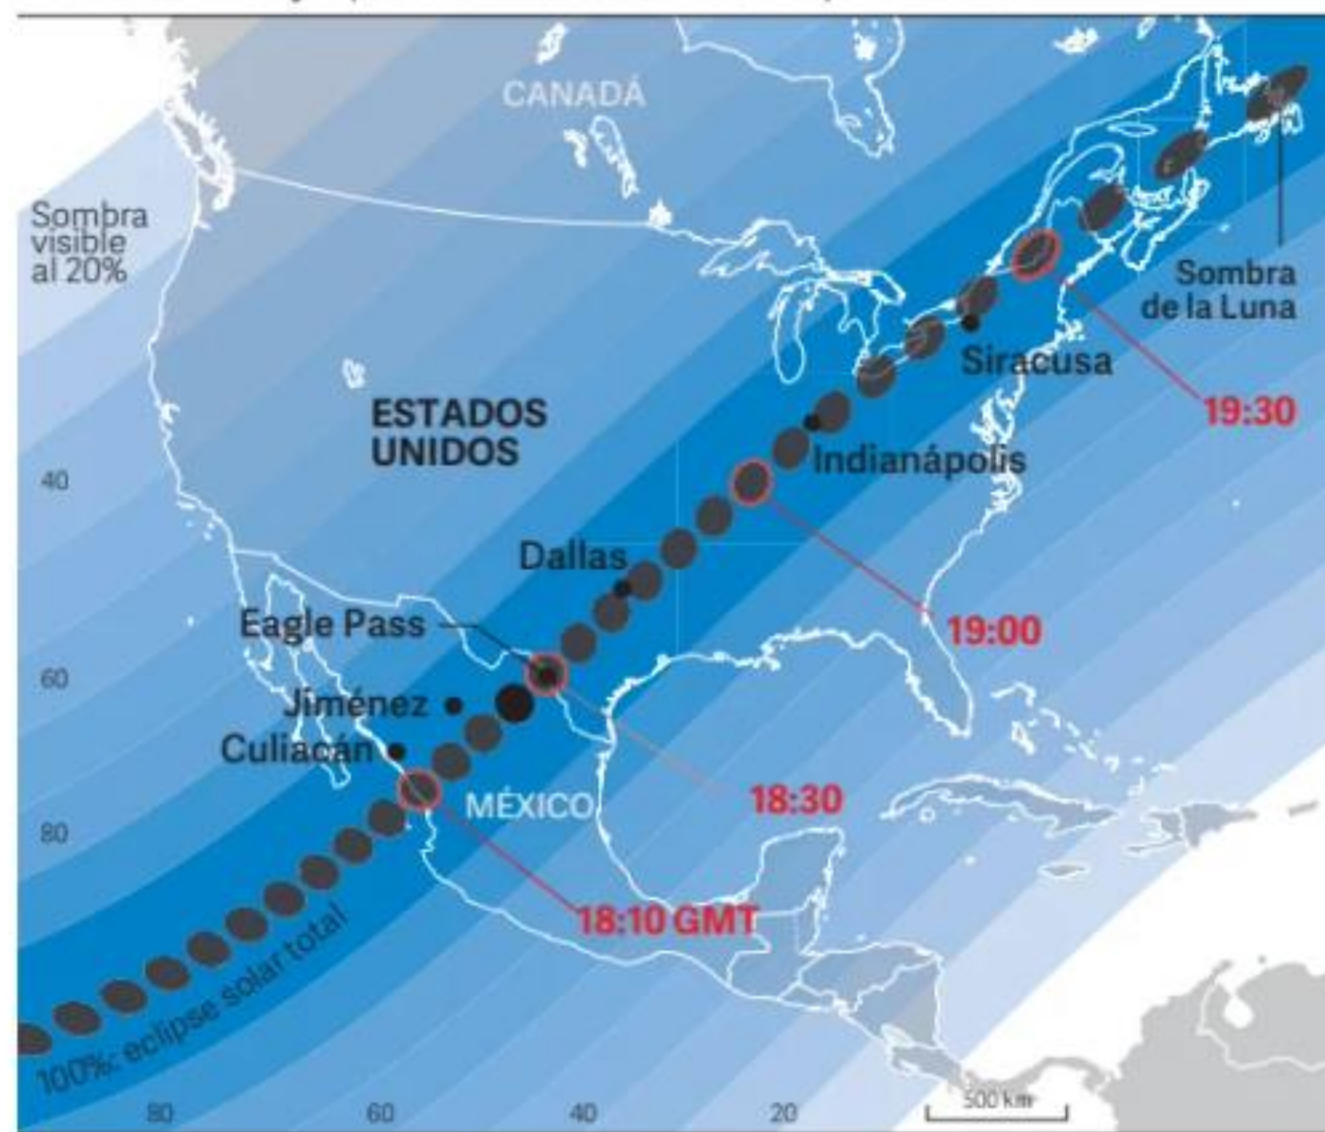 CANADÁ
Sombra
visible
al 20%
Sombra
de la Luna
Siracusa
19:30
ESTADOS
UNIDOS
Indianápolis
40
Dallas
Eagle Pass
19:00
60
Jiménez
Culiacán
18:30
MÉXICO
80
18:10 GMT
100%: eclipse solar total
80
60
40
20
500 km